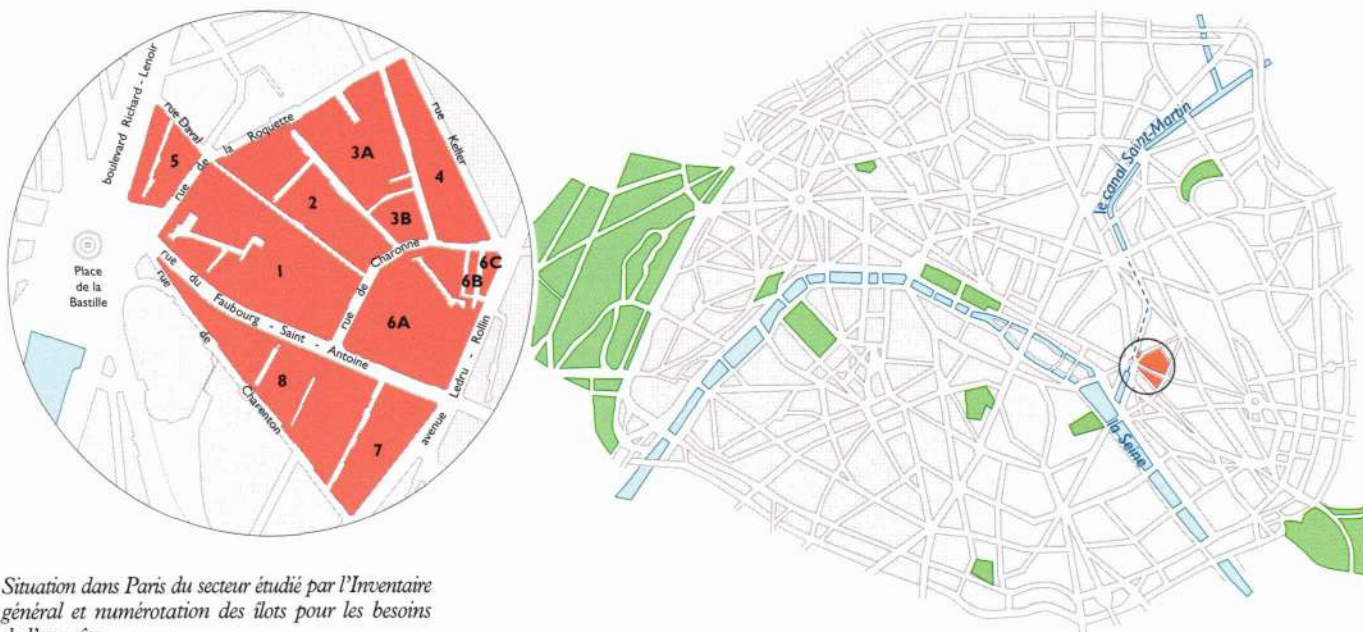 boulevard Richard - Lenoir
rue Daval
rue de la Roquette
rue Keller
5
3A
4
2
3B
1
rue de Charonne
6C
6B
6A
Place
de la
Bastille
rue du Faubourg - Saint - Antoine
rue de Charenton
avenue Ledru - Rollin
8
7
le canal Saint-Martin
la Seine
Situation dans Paris du secteur étudié par l'Inventaire
général et numérotation des îlots pour les besoins